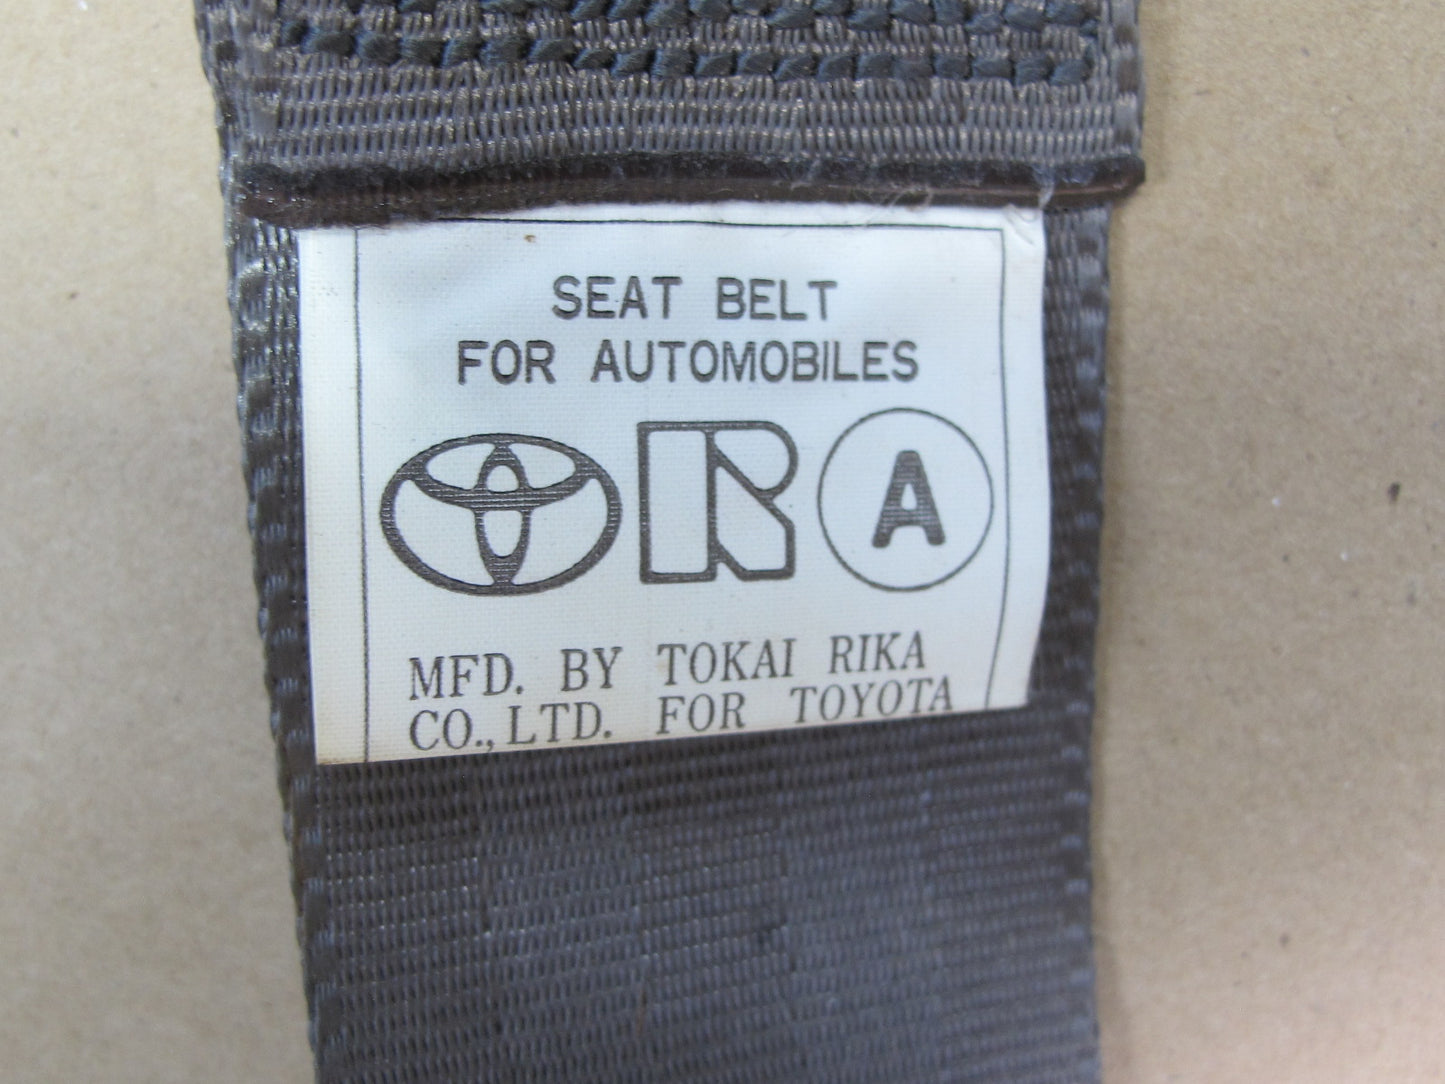 SEAT BELT
FOR AUTOMOBILES
R A
MFD. BY TOKAI RIKA
CO., LTD. FOR TOYOTA